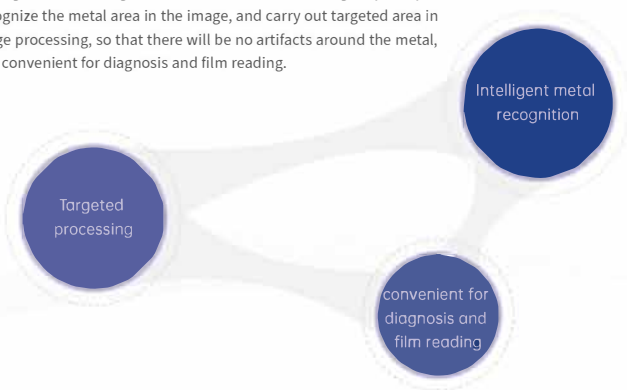 recognize the metal area in the image, and carry out targeted area in
processing, so that there will be no artifacts around the metal,
convenient for diagnosis and film reading.
Intelligent metal
recognition
Targeted
processing
convenient for
diagnosis and
film reading